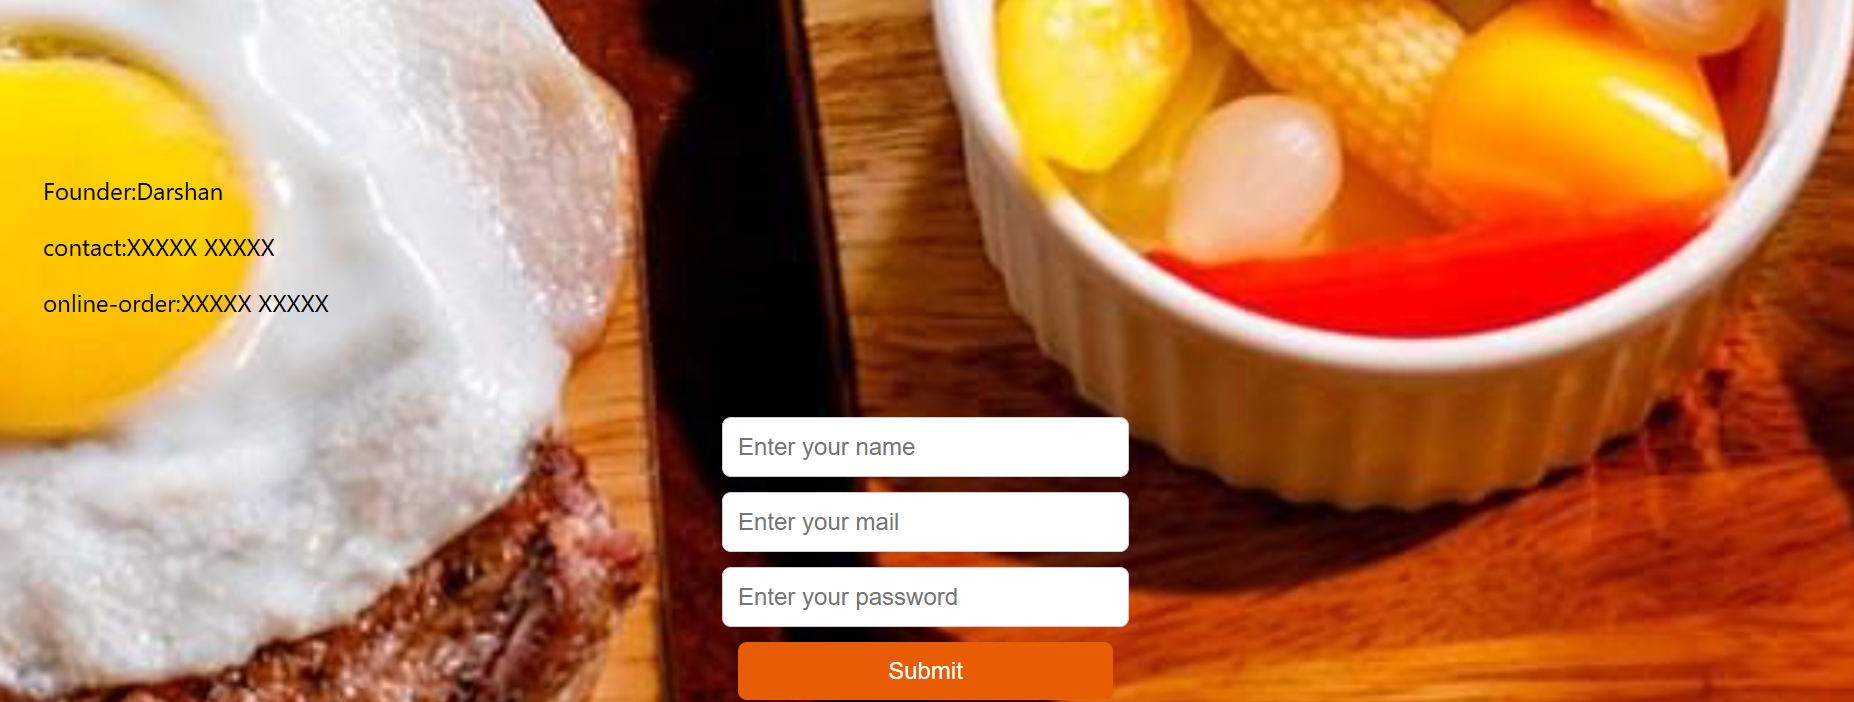 Founder:Darshan
contact:XXXXX XXXXX
online-order:XXXXX XXXXX
Enter your name
Enter your mail
Enter your password
Submit